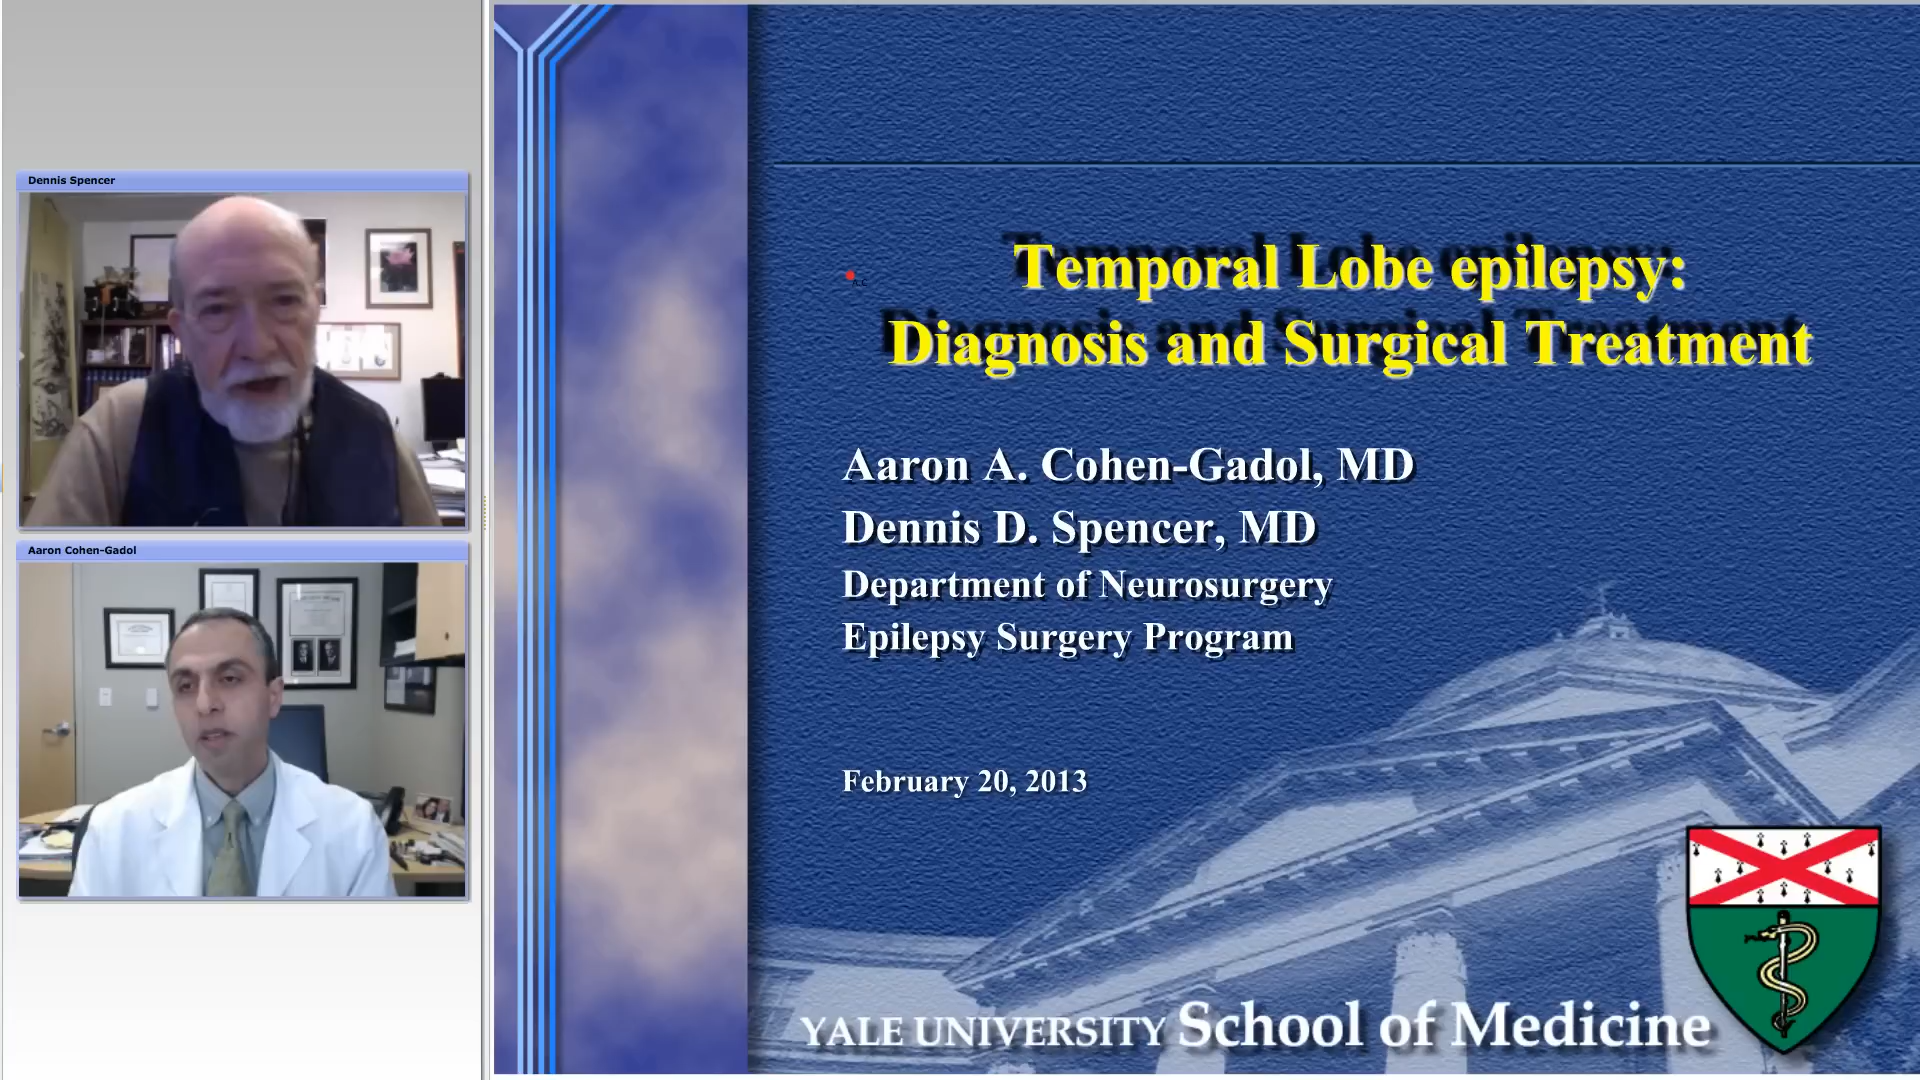 Dennis Spencer
Aaron Cohen-Gadol
Temporal Lobe epilepsy:
Diagnosis and Surgical Treatment
Aaron A. Cohen-Gadol, MD
Dennis D. Spencer, MD
Department of Neurosurgery
Epilepsy Surgery Program
February 20, 2013
YALE UNIVERSITY School of Medicine